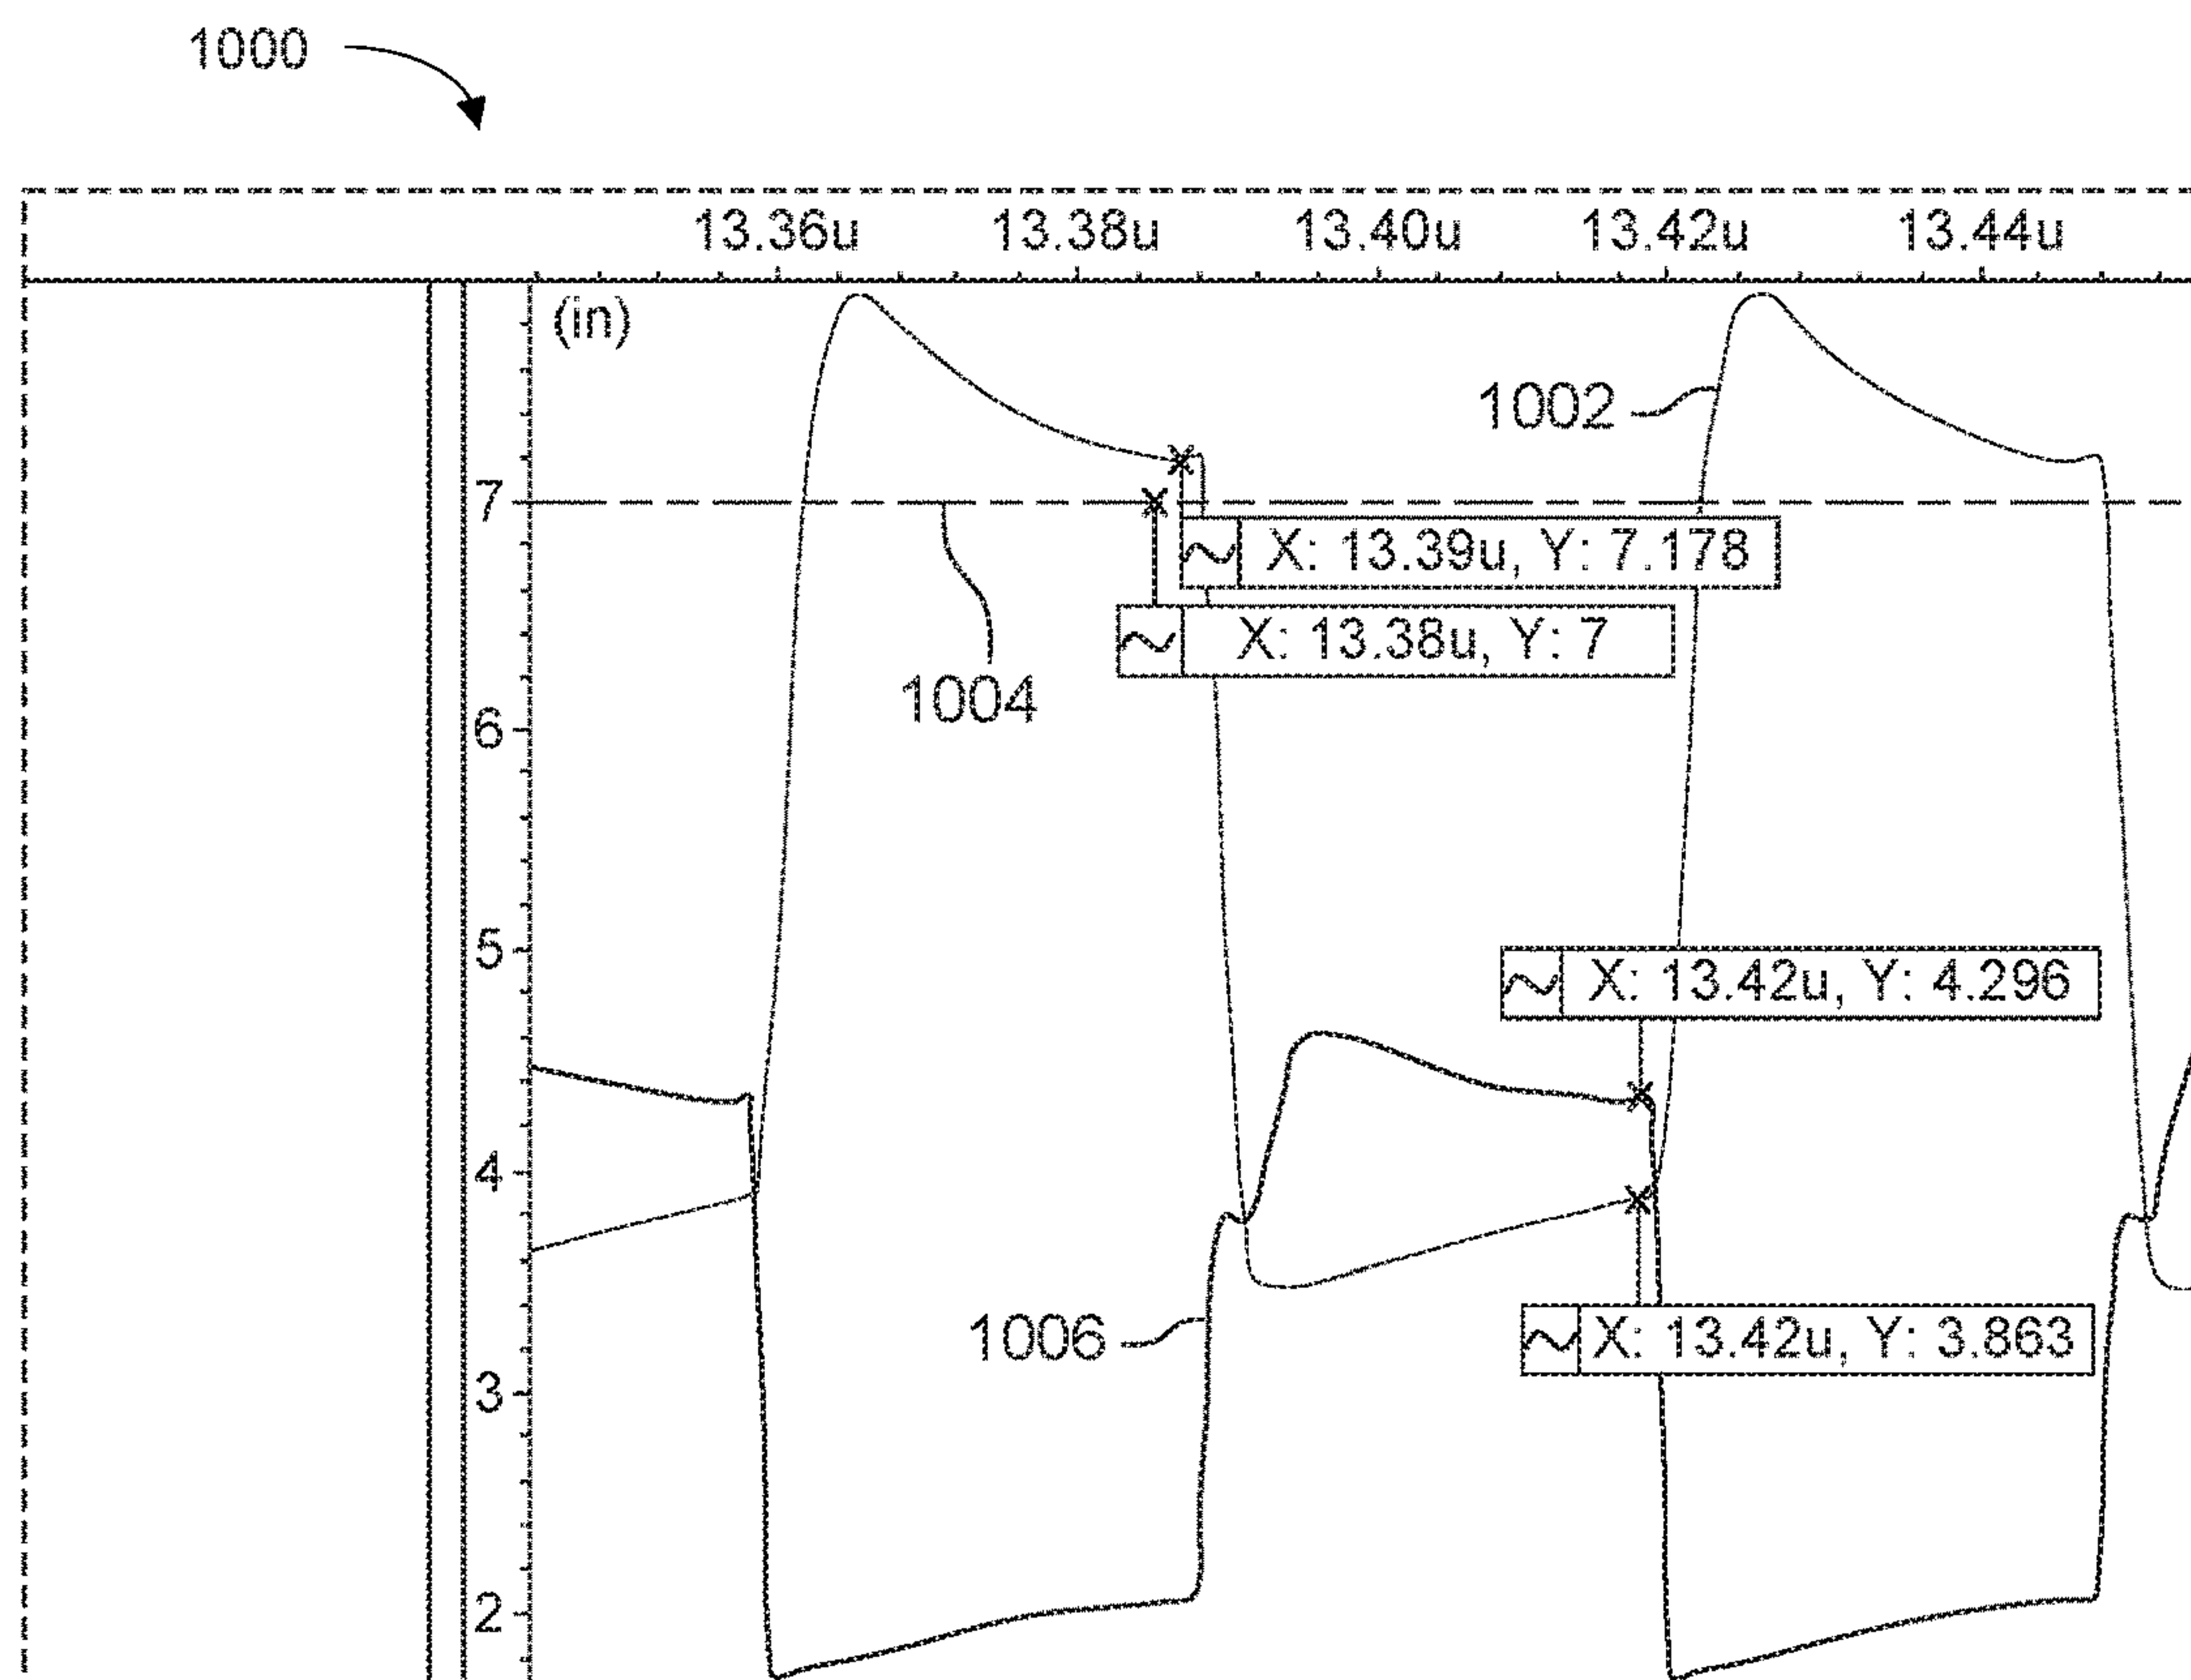 1000
13.36u 13.38u 13.40u 13.42u 13.44u
(in)
1002
7
X: 13.39u, Y: 7.178
X: 13.38u, Y: 7
1004
6
5
X: 13.42u, Y: 4.296
4
1006
X: 13.42u, Y: 3.863
3
2